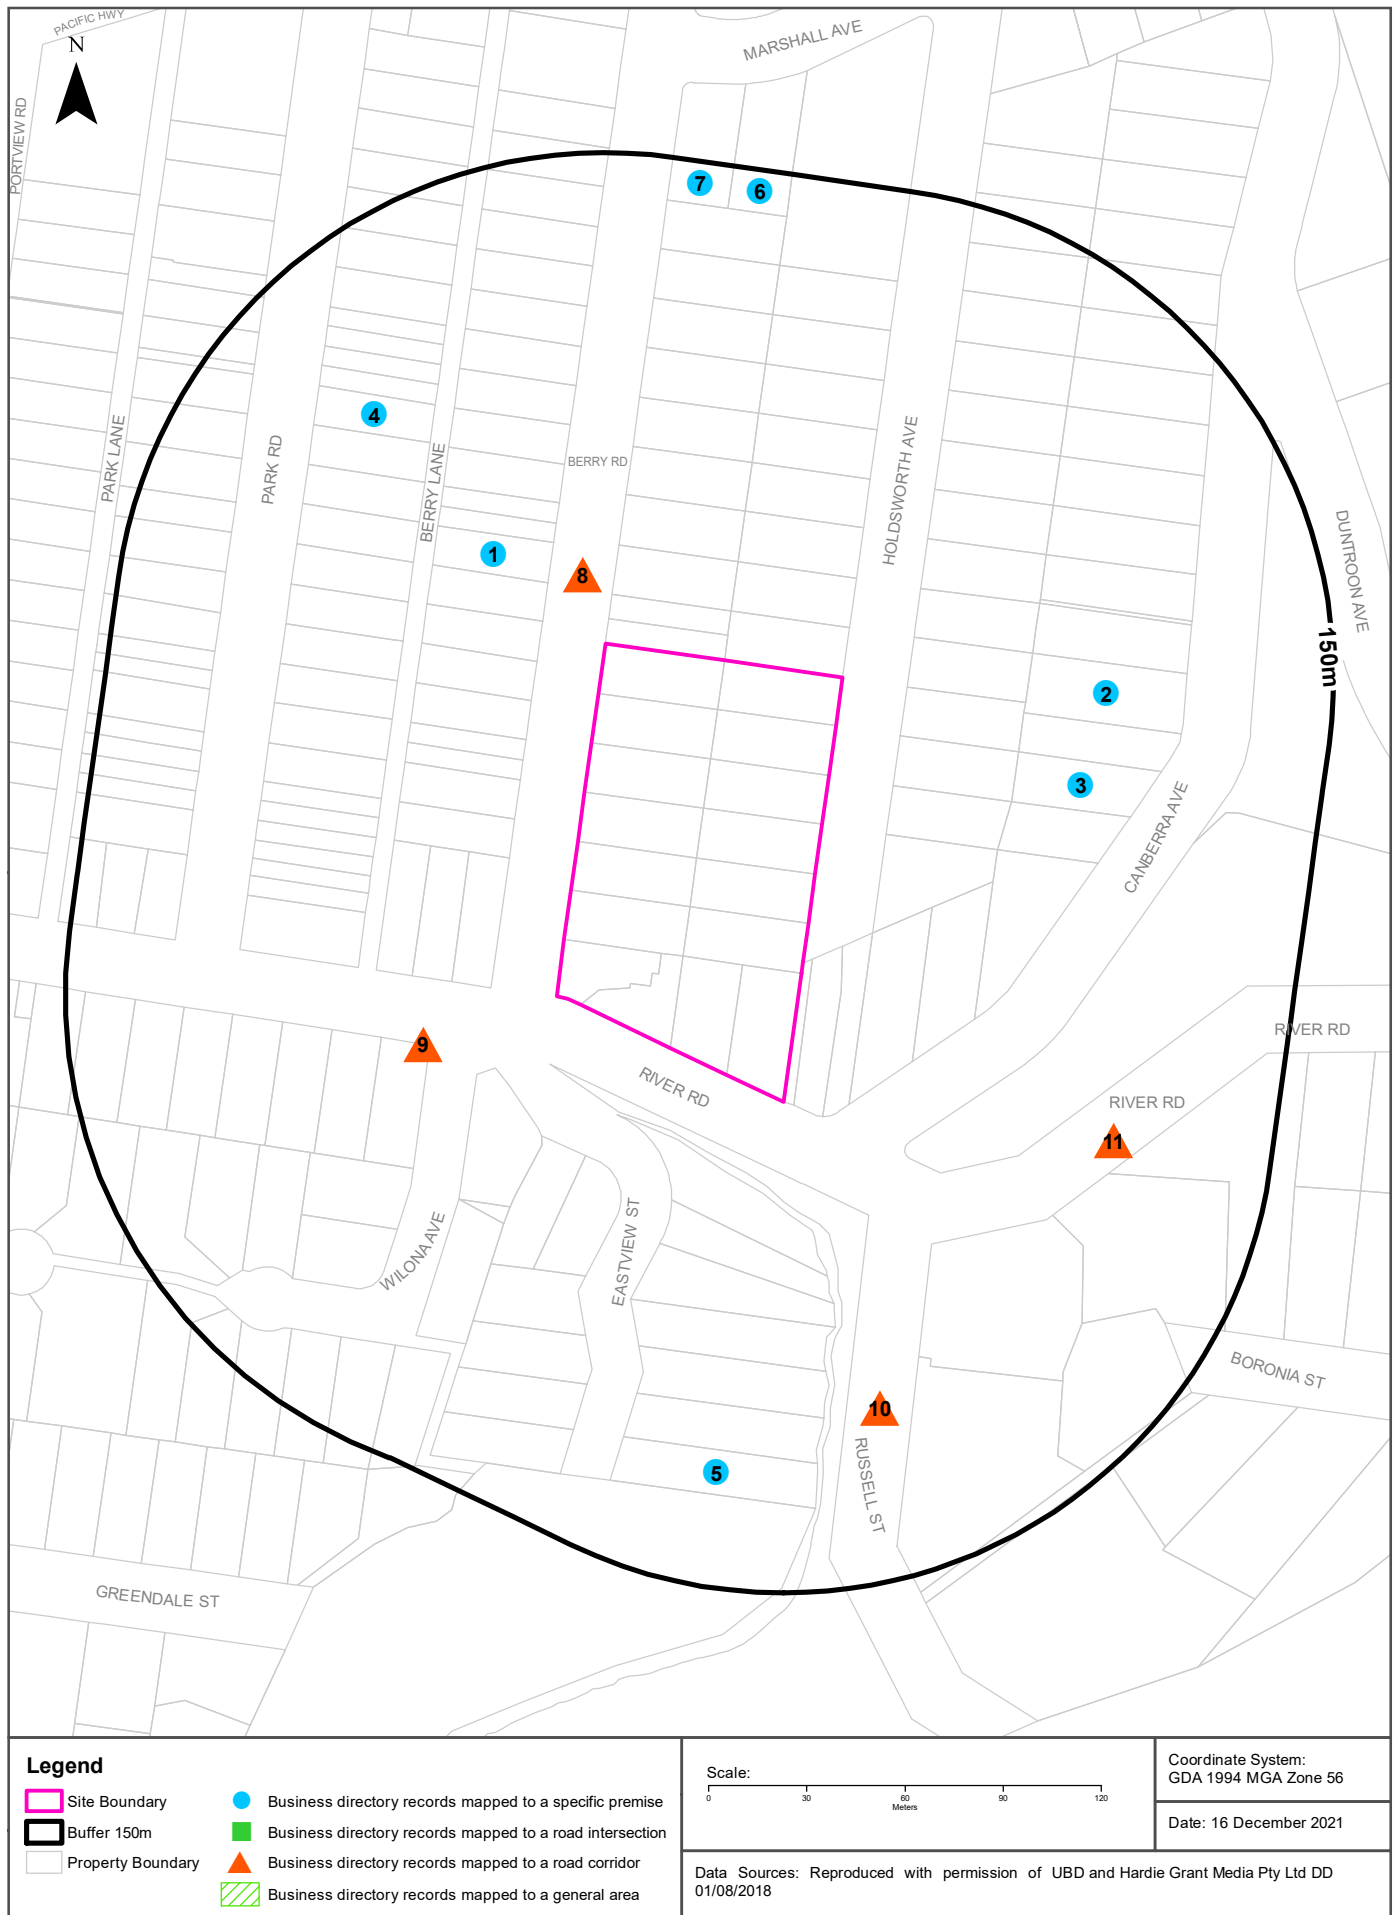 PACIFIC HWY
N
MARSHALL AVE
PORTVIEW RD
7
6
4
PARK LANE
PARK RD
BERRY LANE
BERRY RD
HOLDSWORTH AVE
1
8
DUNTROON AVE
150m
2
3
CANBERRA AVE
9
RIVER RD
RIVER RD
RIVER RD
11
WILONA AVE
EASTVIEW ST
BORONIA ST
10
RUSSELL ST
5
GREENDALE ST
Legend
Site Boundary
Buffer 150m
Property Boundary
Business directory records mapped to a specific premise
Business directory records mapped to a road intersection
Business directory records mapped to a road corridor
Business directory records mapped to a general area
Scale:
0 30 60 90 120
Meters
Coordinate System:
GDA 1994 MGA Zone 56
Date: 16 December 2021
Data Sources: Reproduced with permission of UBD and Hardie Grant Media Pty Ltd DD
01/08/2018